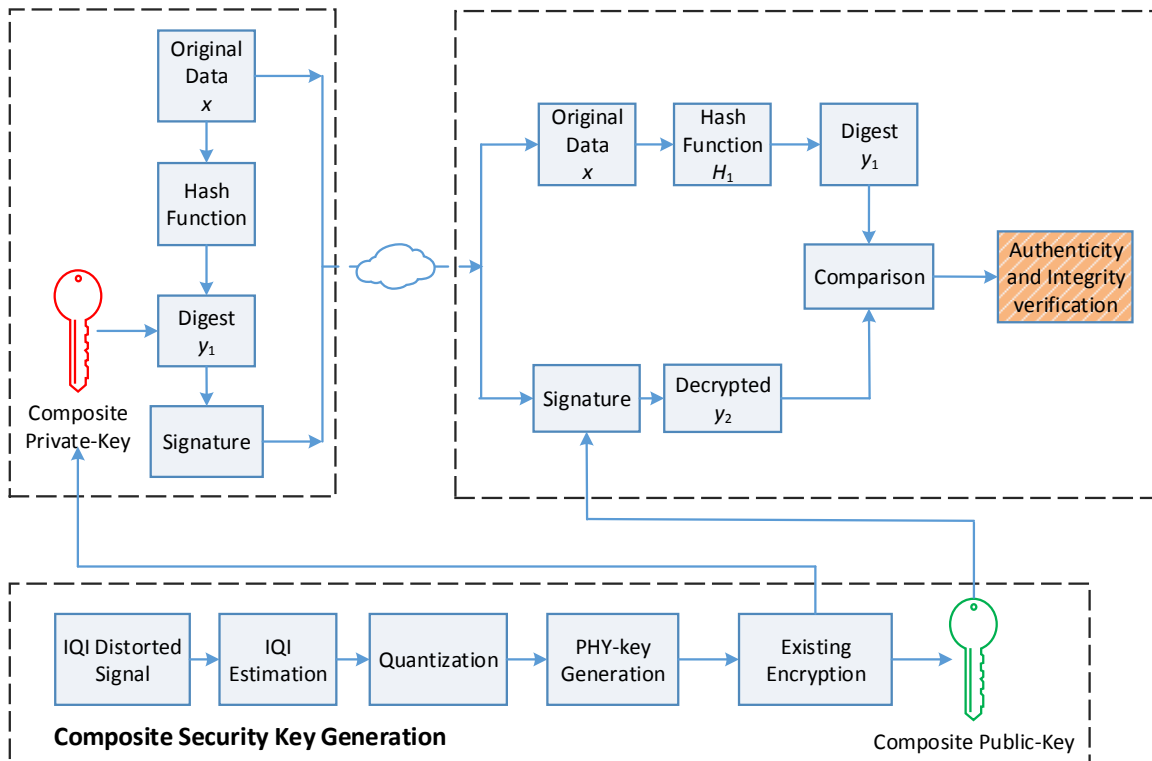 Original
Data
x
Hash
Function
Digest
y₁
Signature
Composite
Private-Key
Original
Data
x
Hash
Function
H₁
Digest
y₁
Comparison
Authenticity
and Integrity
verification
Signature
Decrypted
y₂
IQI Distorted
Signal
IQI
Estimation
Quantization
PHY-key
Generation
Existing
Encryption
Composite Security Key Generation
Composite Public-Key